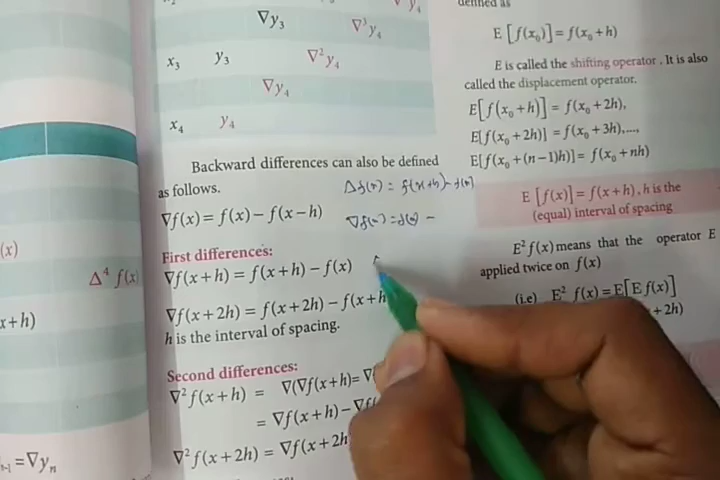 ∇y₃
∇³y₄
x₃ y₃
∇²y₄
∇y₄
x₄ y₄
(x)
Δ⁴ f(x)
x+h)
=∇yₙ
Backward differences can also be defined
as follows.
∇f(x) = f(x) − f(x−h)
First differences:
∇f(x+h) = f(x+h) − f(x)
∇f(x+2h) = f(x+2h) − f(x+h
h is the interval of spacing.
Second differences:
∇²f(x+h) = ∇(∇f(x+h)=∇
= ∇f(x+h)−∇f(
∇²f(x+2h) = ∇f(x+2h
Δf(x) = f(x+h)−f(x)
∇f(x) = f(x) −
defined as
E[f(x₀)] = f(x₀+h)
E is called the shifting operator. It is also
called the displacement operator.
E[f(x₀+h)] = f(x₀+2h),
E[f(x₀+2h)] = f(x₀+3h),...,
E[f(x₀+(n−1)h)] = f(x₀+nh)
E[f(x)] = f(x+h), h is the
(equal) interval of spacing
E²f(x) means that the operator E
applied twice on f(x)
(i.e) E² f(x) = E[E f(x)]
+2h)